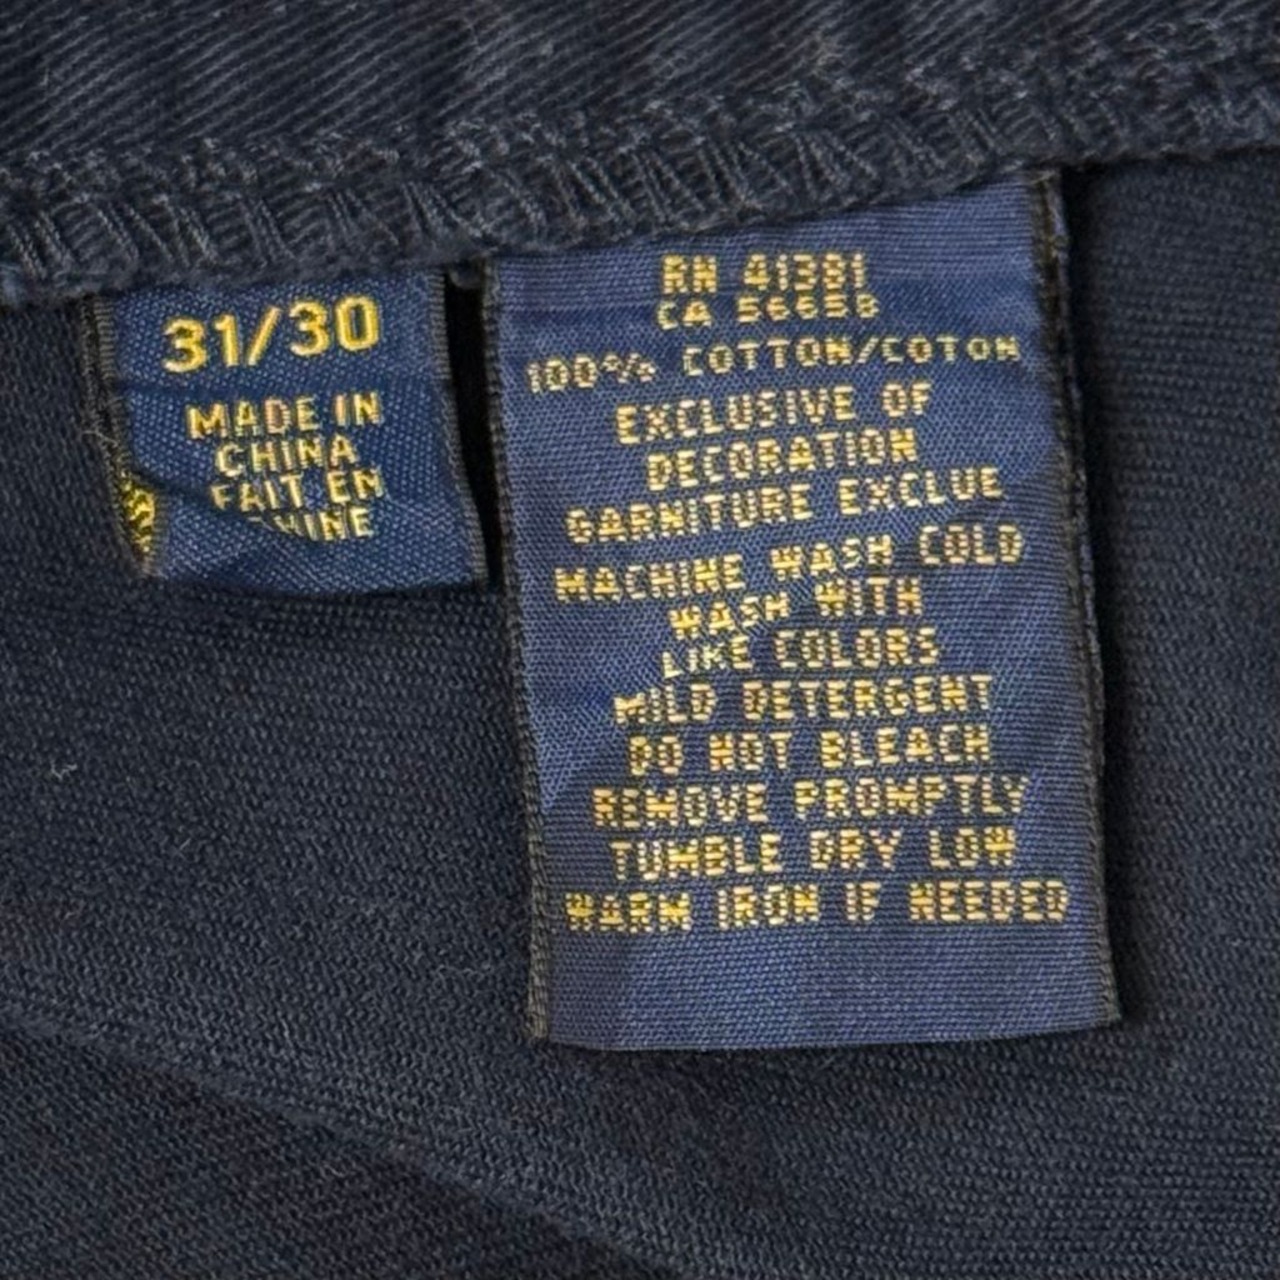 31/30
MADE IN
CHINA
FAIT EN
CHINE
RN 41381
CA 56658
100% COTTON/COTON
EXCLUSIVE OF
DECORATION
GARNITURE EXCLUE
MACHINE WASH COLD
WASH WITH
LIKE COLORS
MILD DETERGENT
DO NOT BLEACH
REMOVE PROMPTLY
TUMBLE DRY LOW
WARM IRON IF NEEDED